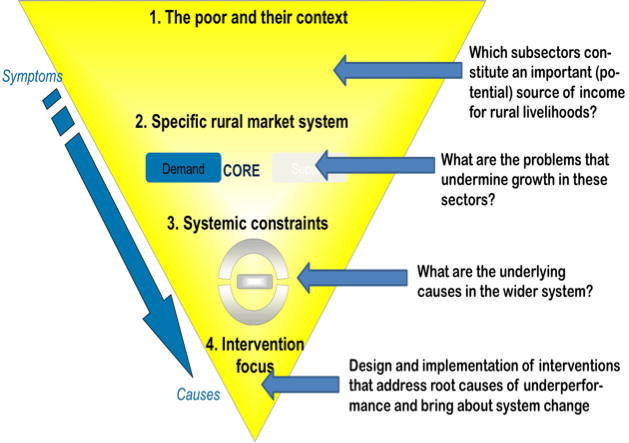 1. The poor and their context
Symptoms
Which subsectors con-
stitute an important (po-
tential) source of income
for rural livelihoods?
2. Specific rural market system
Demand
CORE
What are the problems that
undermine growth in these
sectors?
3. Systemic constraints
What are the underlying
causes in the wider system?
4. Intervention
focus
Causes
Design and implementation of interventions
that address root causes of underperfor-
mance and bring about system change